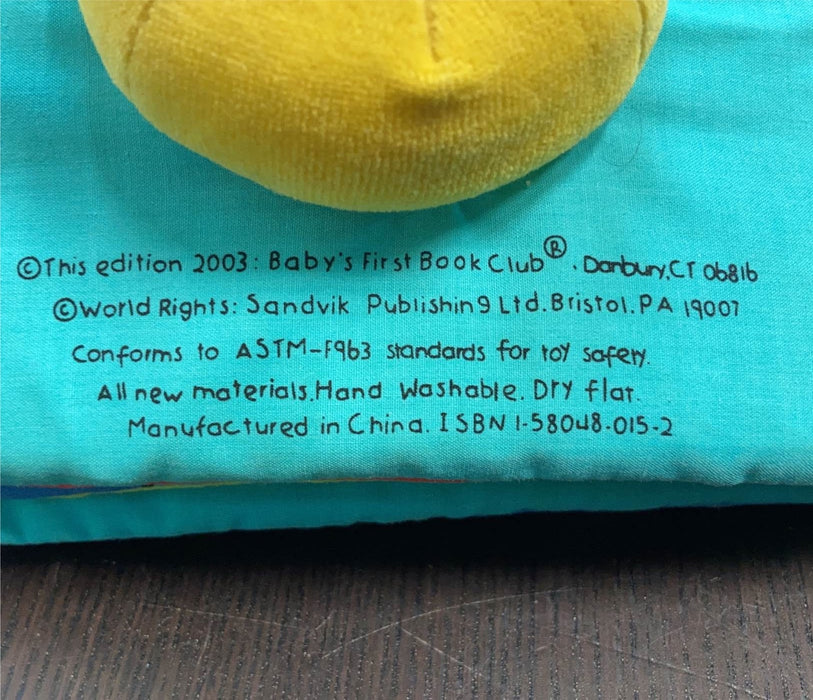 ©This edition 2003: Baby's First Book Club®. Danbury,CT 06816
©World Rights: Sandvik Publishing Ltd.Bristol.PA 19007
Conforms to ASTM-F963 standards for toy safety.
All new materials.Hand Washable. Dry flat.
Manufactured in China. ISBN 1-58048-015-2